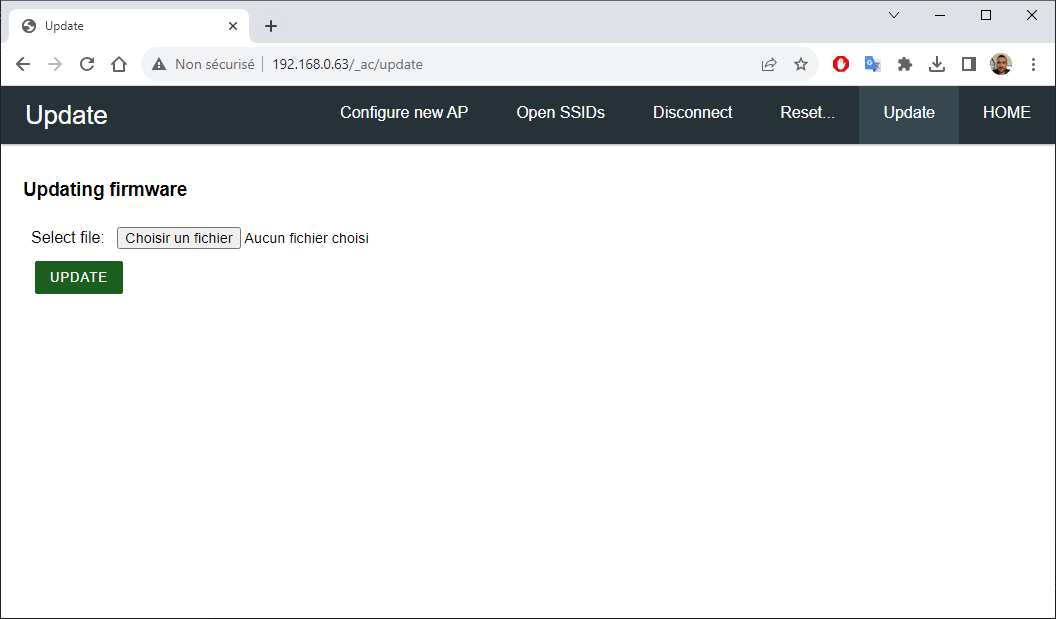 Update
Non sécurisé | 192.168.0.63/_ac/update
Update Configure new AP Open SSIDs Disconnect Reset... Update HOME
Updating firmware
Select file: Choisir un fichier Aucun fichier choisi
UPDATE